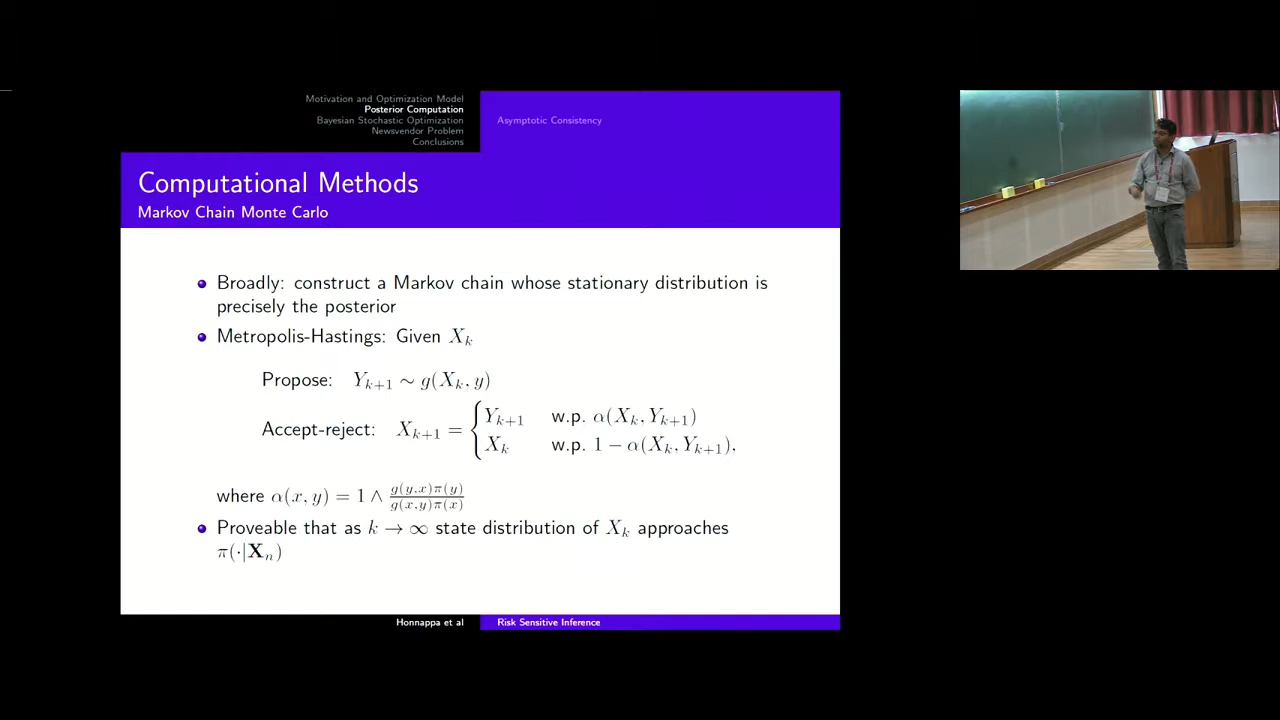 Motivation and Optimization Model
Posterior Computation
Bayesian Stochastic Optimization
Newsvendor Problem
Conclusions
Asymptotic Consistency
Computational Methods
Markov Chain Monte Carlo
Broadly: construct a Markov chain whose stationary distribution is
precisely the posterior
Metropolis-Hastings: Given X_k
Propose: Y_{k+1} ∼ g(X_k, y)
Accept-reject: X_{k+1} = { Y_{k+1} w.p. α(X_k, Y_{k+1})
X_k w.p. 1 − α(X_k, Y_{k+1}),
where α(x, y) = 1 ∧ g(y,x)π(y) / g(x,y)π(x)
Proveable that as k → ∞ state distribution of X_k approaches
π(·|X_n)
Honnappa et al
Risk Sensitive Inference